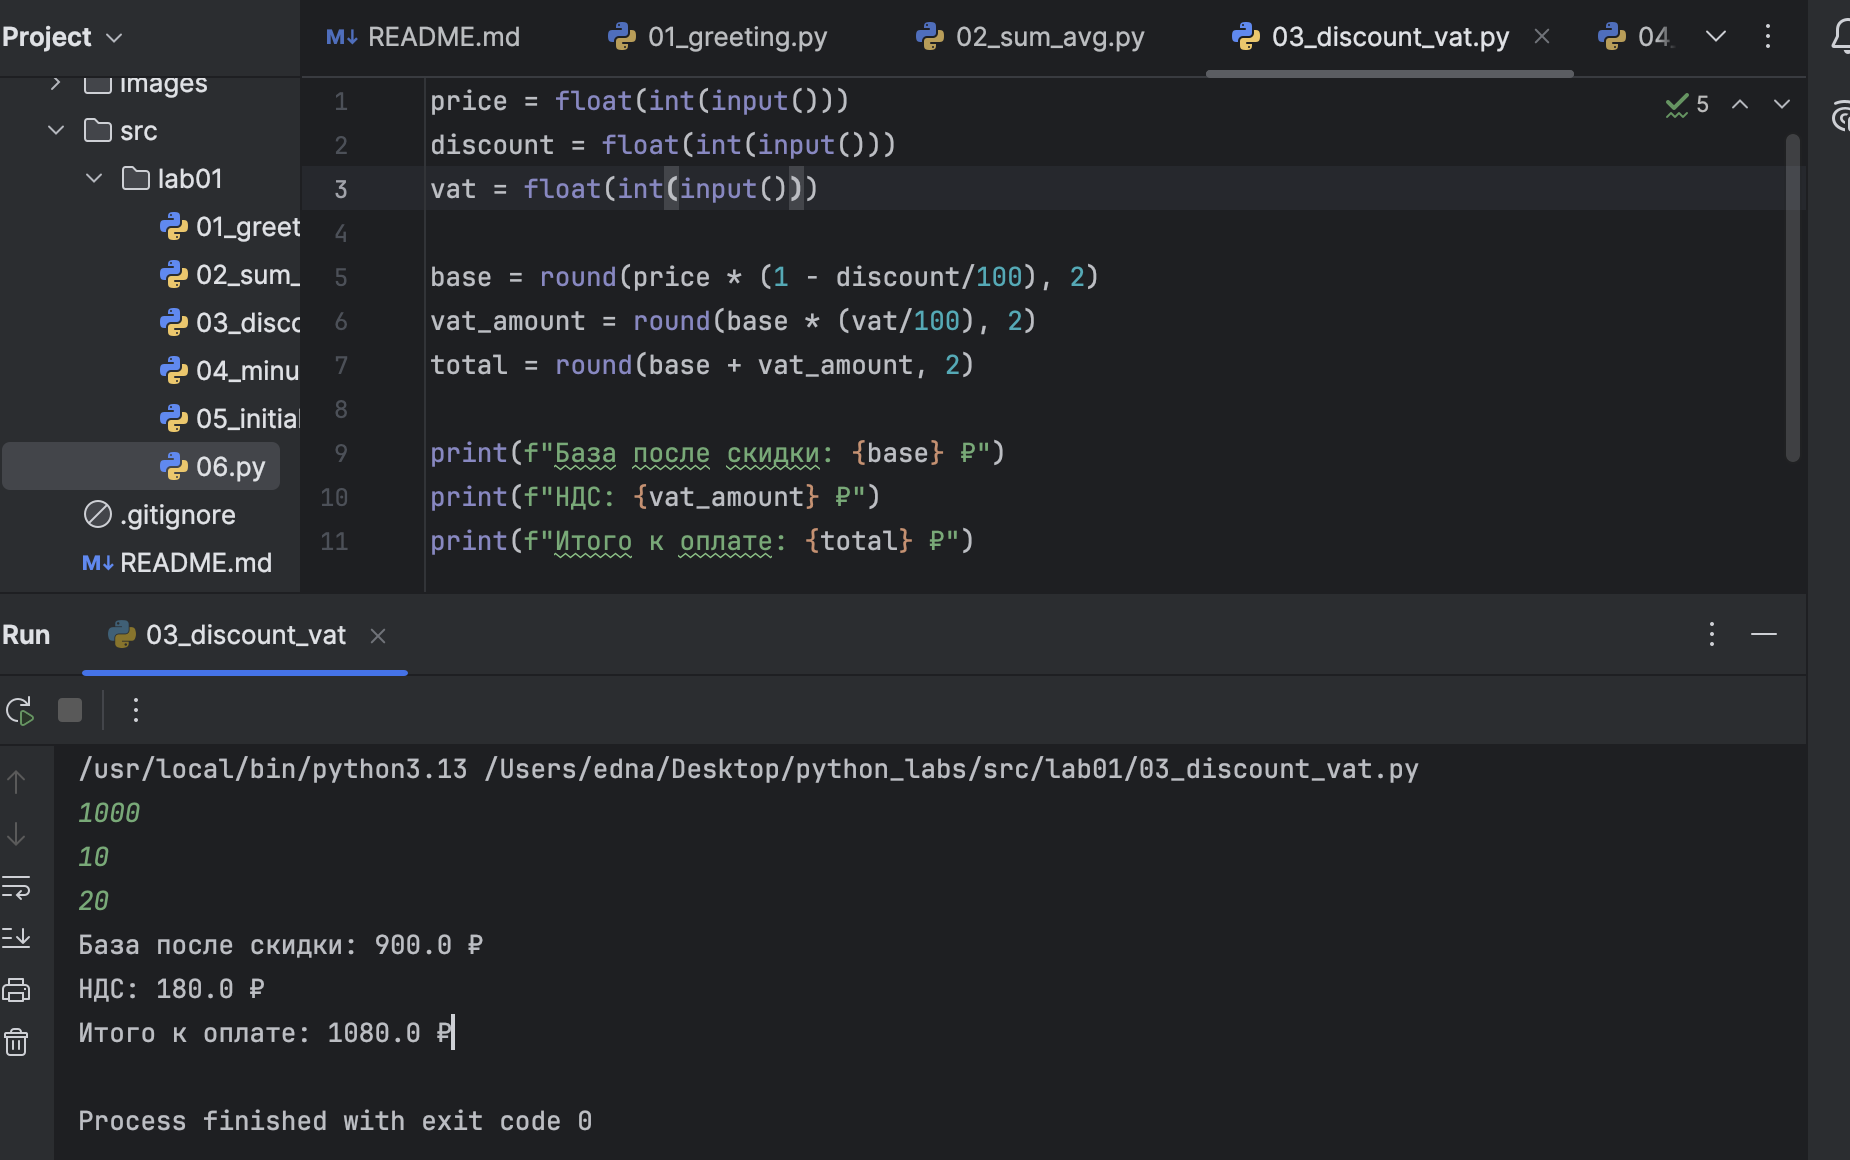 Project
README.md
01_greeting.py
02_sum_avg.py
03_discount_vat.py
04
images
src
lab01
01_greet
02_sum_
03_disco
04_minu
05_initial
06.py
.gitignore
README.md
5
1 price = float(int(input()))
2 discount = float(int(input()))
3 vat = float(int(input()))
4
5 base = round(price * (1 - discount/100), 2)
6 vat_amount = round(base * (vat/100), 2)
7 total = round(base + vat_amount, 2)
8
9 print(f"База после скидки: {base} ₽")
10 print(f"НДС: {vat_amount} ₽")
11 print(f"Итого к оплате: {total} ₽")
Run
03_discount_vat
/usr/local/bin/python3.13 /Users/edna/Desktop/python_labs/src/lab01/03_discount_vat.py
1000
10
20
База после скидки: 900.0 ₽
НДС: 180.0 ₽
Итого к оплате: 1080.0 ₽
Process finished with exit code 0